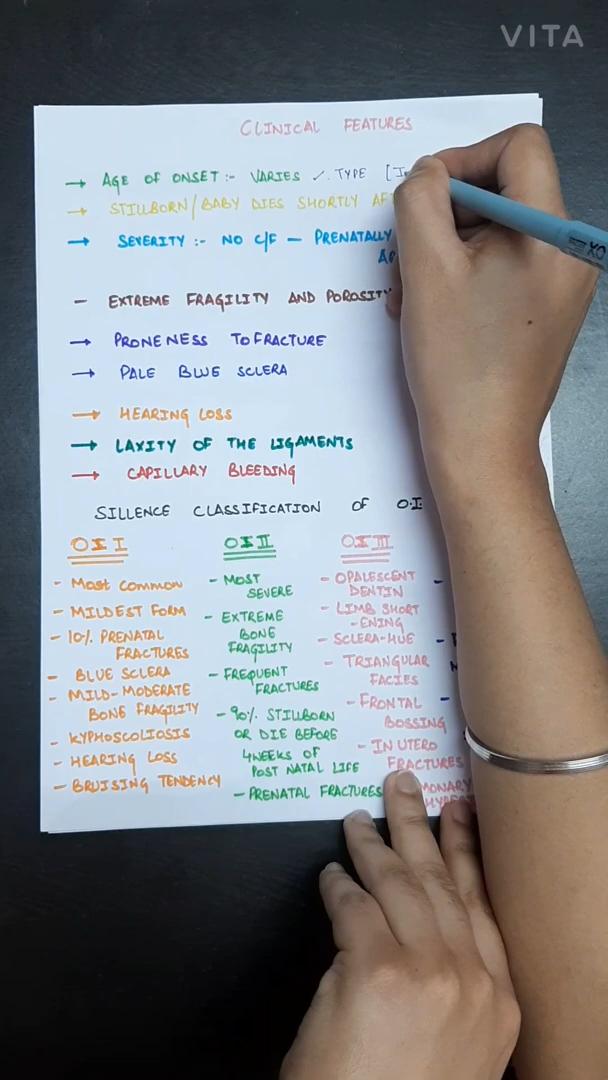 VITA
CLINICAL FEATURES
→ AGE OF ONSET :- VARIES ✓. TYPE
→ STILLBORN/BABY DIES SHORTLY
→ SEVERITY :- NO C/F – PRENATALLY
- EXTREME FRAGILITY AND POROSITY
→ PRONENESS TO FRACTURE
→ PALE BLUE SCLERA
→ HEARING LOSS
→ LAXITY OF THE LIGAMENTS
→ CAPILLARY BLEEDING
SILLENCE CLASSIFICATION OF O.I.
OI I
- MOST COMMON
- MILDEST FORM
- 10% PRENATAL
FRACTURES
- BLUE SCLERA
- MILD-MODERATE
BONE FRAGILITY
- KYPHOSCOLIOSIS
- HEARING LOSS
- BRUISING TENDENCY
OI II
- MOST
SEVERE
- EXTREME
BONE
FRAGILITY
- FREQUENT
FRACTURES
- 90% STILLBORN
OR DIE BEFORE
4 WEEKS OF
POST NATAL LIFE
- PRENATAL FRACTURES
OI III
- OPALESCENT
DENTIN
- LIMB SHORT
-ENING
- SCLERA-HUE
- TRIANGULAR
FACIES
- FRONTAL
BOSSING
- IN UTERO
FRACTURES